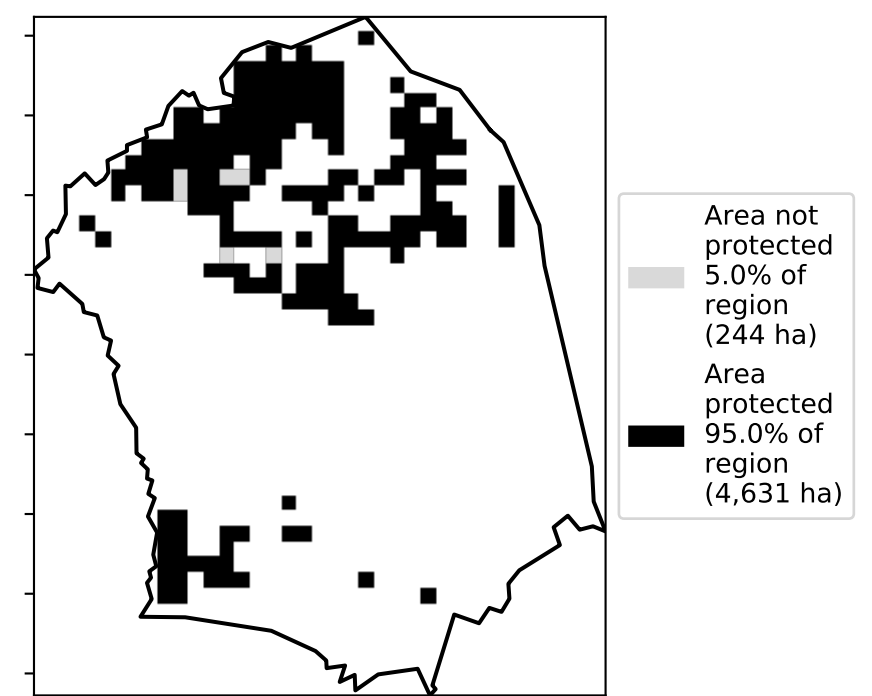 Area not
protected
5.0% of
region
(244 ha)
Area
protected
95.0% of
region
(4,631 ha)